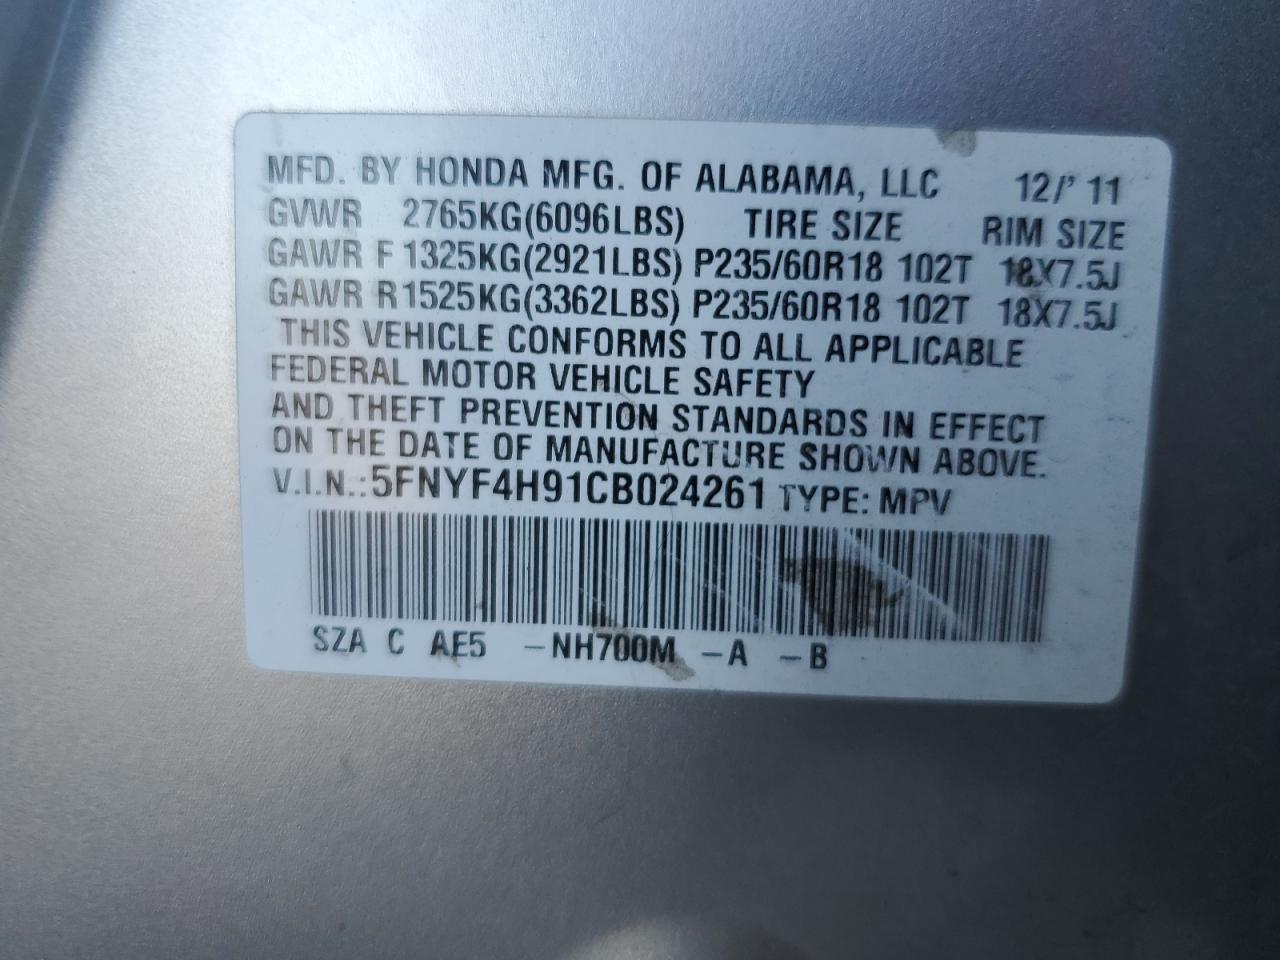 MFD. BY HONDA MFG. OF ALABAMA, LLC 12/' 11
GVWR 2765KG(6096LBS) TIRE SIZE RIM SIZE
GAWR F 1325KG(2921LBS) P235/60R18 102T 18X7.5J
GAWR R 1525KG(3362LBS) P235/60R18 102T 18X7.5J
THIS VEHICLE CONFORMS TO ALL APPLICABLE
FEDERAL MOTOR VEHICLE SAFETY
AND THEFT PREVENTION STANDARDS IN EFFECT
ON THE DATE OF MANUFACTURE SHOWN ABOVE.
V.I.N.:5FNYF4H91CB024261 TYPE: MPV
SZA C AE5 -NH700M -A -B